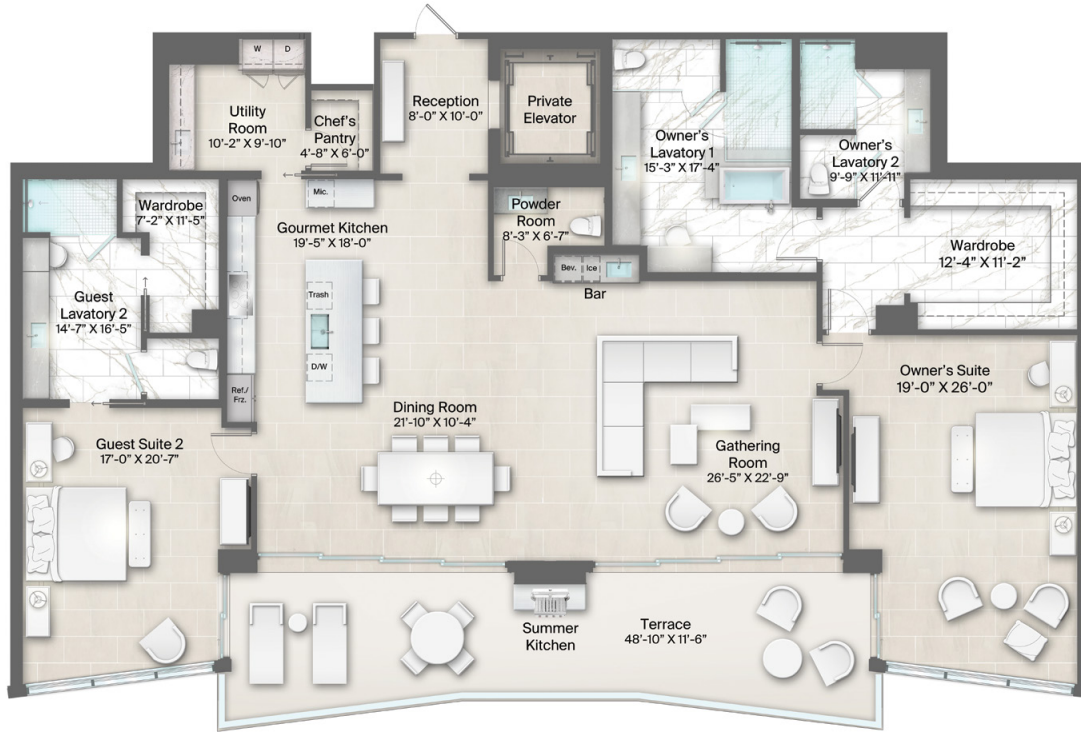 W
D
Utility
Room
10'-2" X 9'-10"
Chef's
Pantry
4'-8" X 6'-0"
Reception
8'-0" X 10'-0"
Private
Elevator
Owner's
Lavatory 1
15'-3" X 17'-4"
Owner's
Lavatory 2
9'-9" X 11'-11"
Wardrobe
7'-2" X 11'-5"
Oven
Mic.
Gourmet Kitchen
19'-5" X 18'-0"
Powder
Room
8'-3" X 6'-7"
Wardrobe
12'-4" X 11'-2"
Bev.
Ice
Bar
Guest
Lavatory 2
14'-7" X 16'-5"
Trash
D/W
Ref./
Frz.
Owner's Suite
19'-0" X 26'-0"
Dining Room
21'-10" X 10'-4"
Guest Suite 2
17'-0" X 20'-7"
Gathering
Room
26'-5" X 22'-9"
Summer
Kitchen
Terrace
48'-10" X 11'-6"